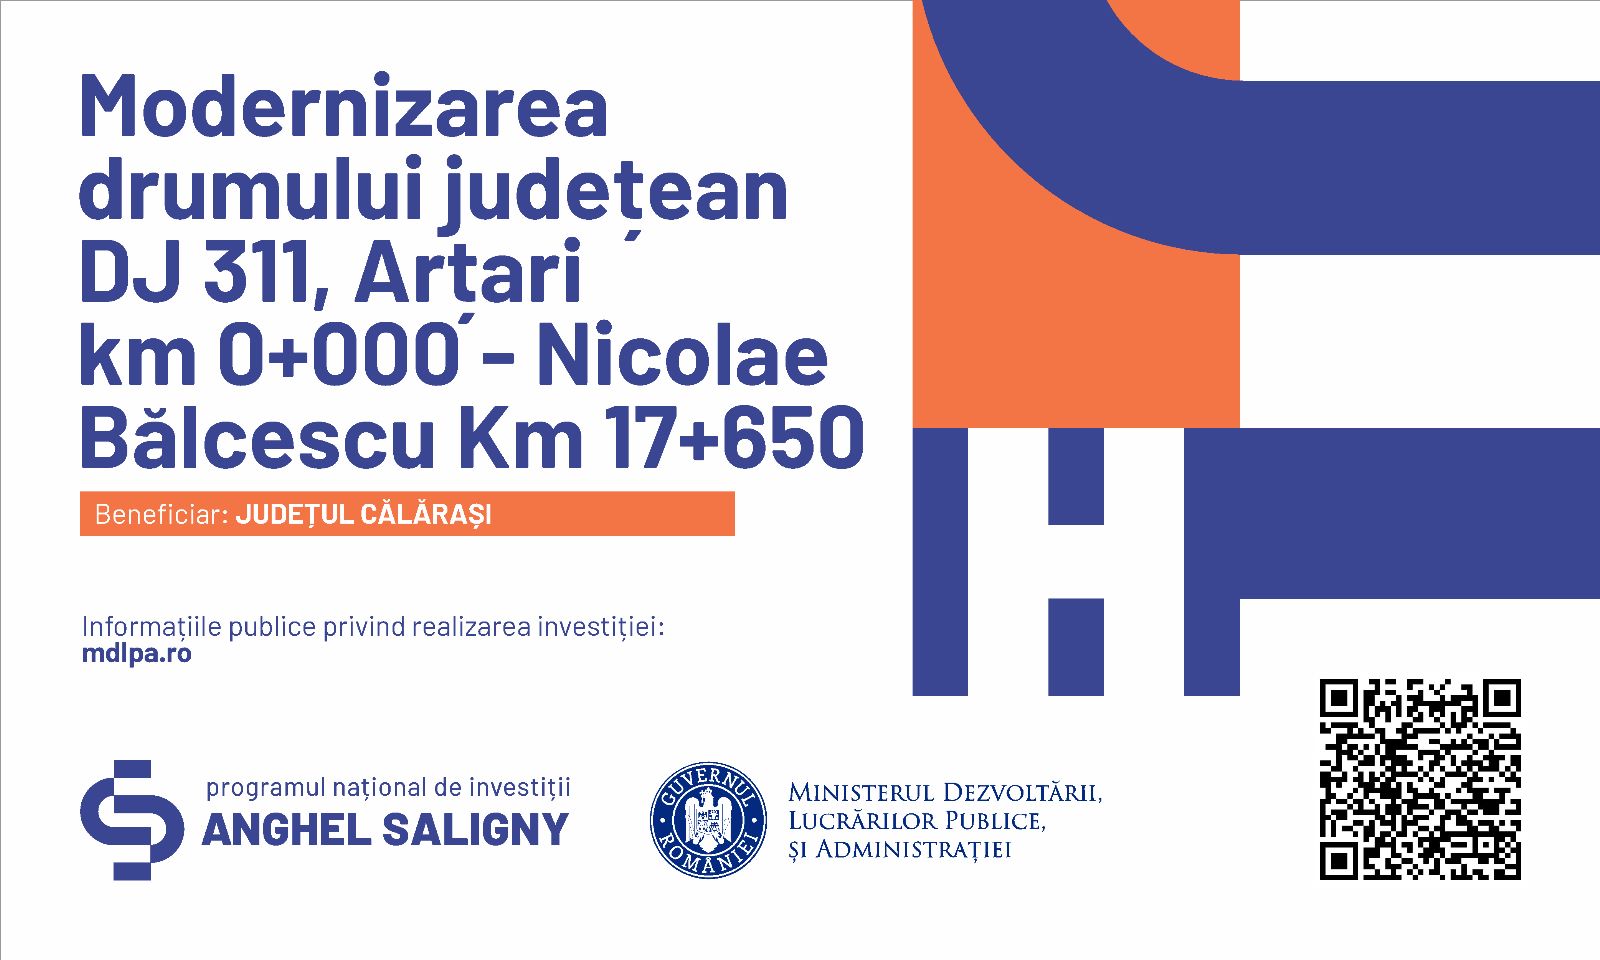 Modernizarea
drumului județean
DJ 311, Arțari
km 0+000 - Nicolae
Bălcescu Km 17+650
Beneficiar: JUDEȚUL CĂLĂRAȘI
Informațiile publice privind realizarea investiției:
mdlpa.ro
programul național de investiții
ANGHEL SALIGNY
GUVERNUL ROMÂNIEI
MINISTERUL DEZVOLTĂRII,
LUCRĂRILOR PUBLICE,
ȘI ADMINISTRAȚIEI